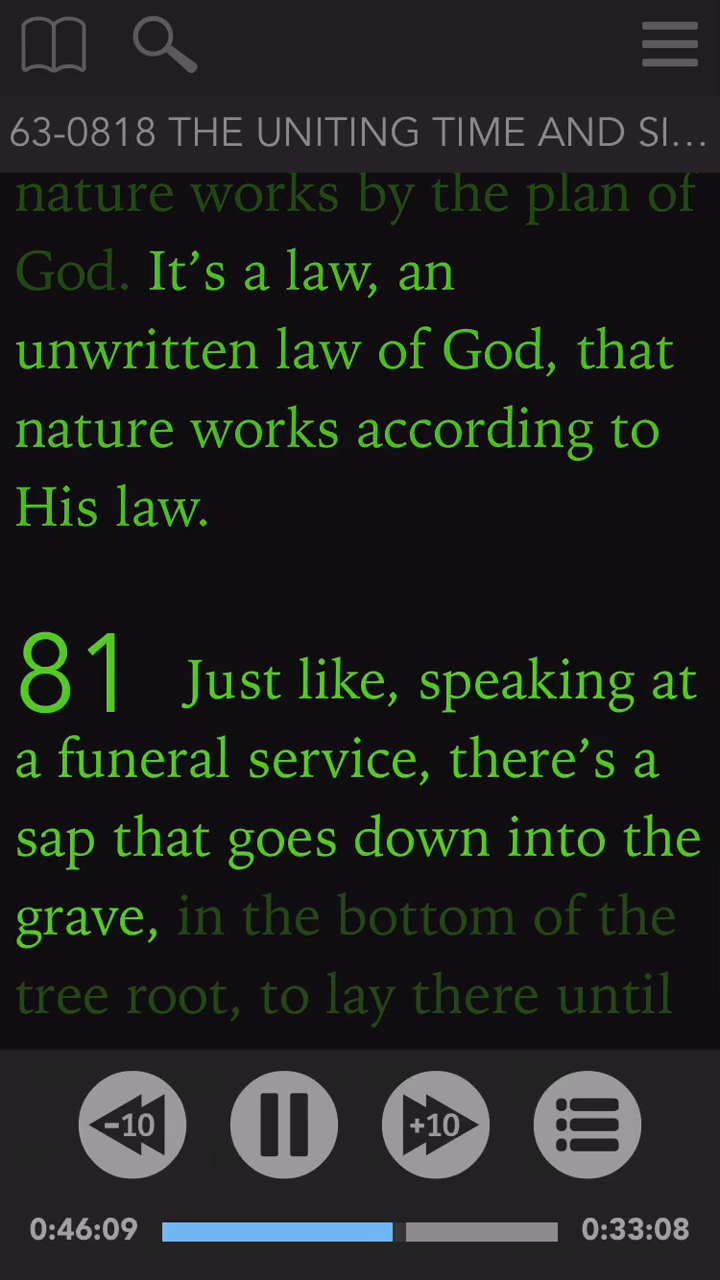 63-0818 THE UNITING TIME AND SI...
nature works by the plan of
God. It’s a law, an
unwritten law of God, that
nature works according to
His law.
81 Just like, speaking at
a funeral service, there’s a
sap that goes down into the
grave, in the bottom of the
tree root, to lay there until
-10 +10
0:46:09 0:33:08